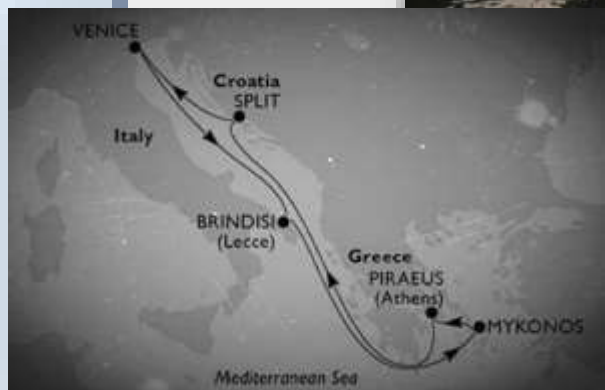 VENICE
Croatia
SPLIT
Italy
BRINDISI
(Lecce)
Greece
PIRAEUS
(Athens)
MYKONOS
Mediterranean Sea